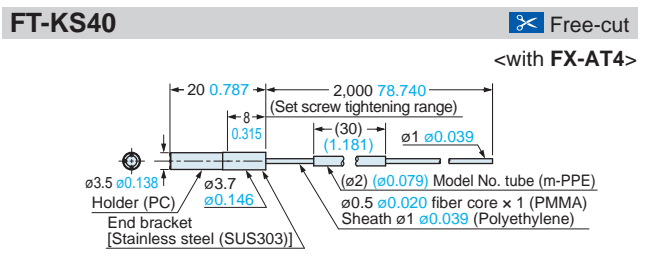 FT-KS40
Free-cut
<with FX-AT4>
20 0.787
2,000 78.740
(Set screw tightening range)
8
0.315
(30)
(1.181)
ø1 ø0.039
ø3.5 ø0.138
ø3.7
ø0.146
(ø2) (ø0.079) Model No. tube (m-PPE)
Holder (PC)
ø0.5 ø0.020 fiber core × 1 (PMMA)
Sheath ø1 ø0.039 (Polyethylene)
End bracket
[Stainless steel (SUS303)]